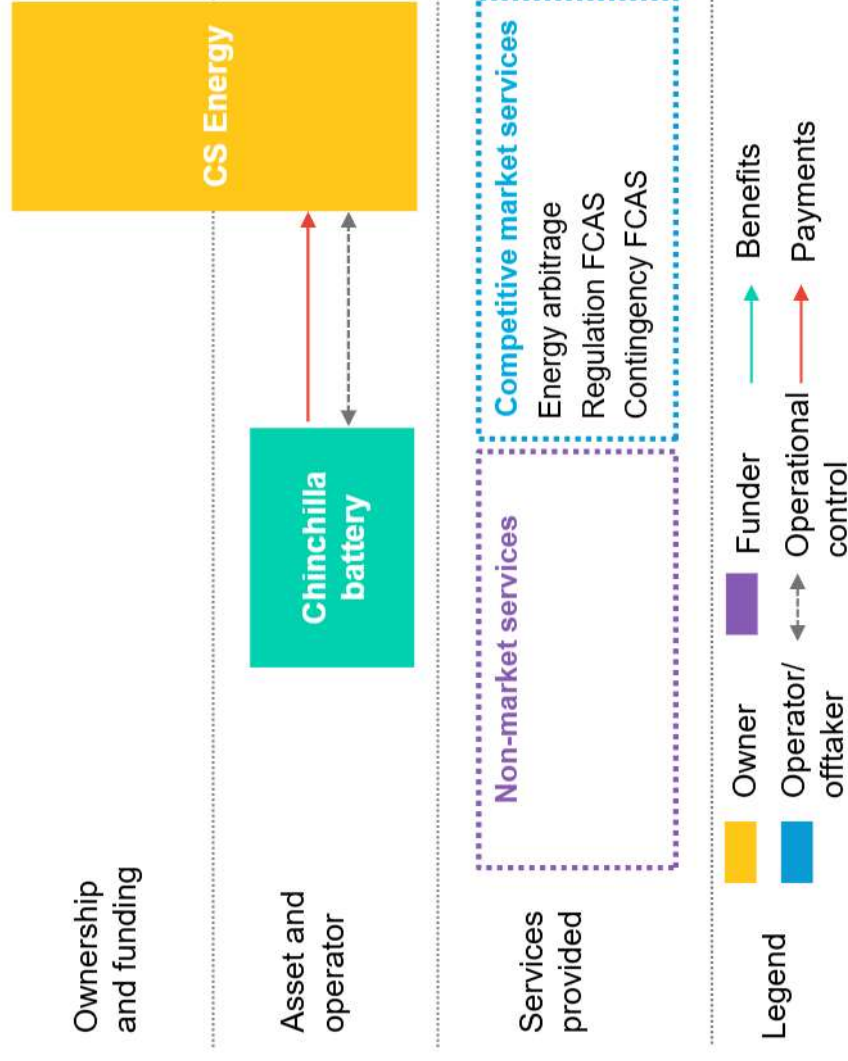 Ownership
and funding
CS Energy
Asset and
operator
Chinchilla
battery
Services
provided
Non-market services
Competitive market services
Energy arbitrage
Regulation FCAS
Contingency FCAS
Legend
Owner
Funder
Benefits
Operator/
offtaker
Operational
control
Payments